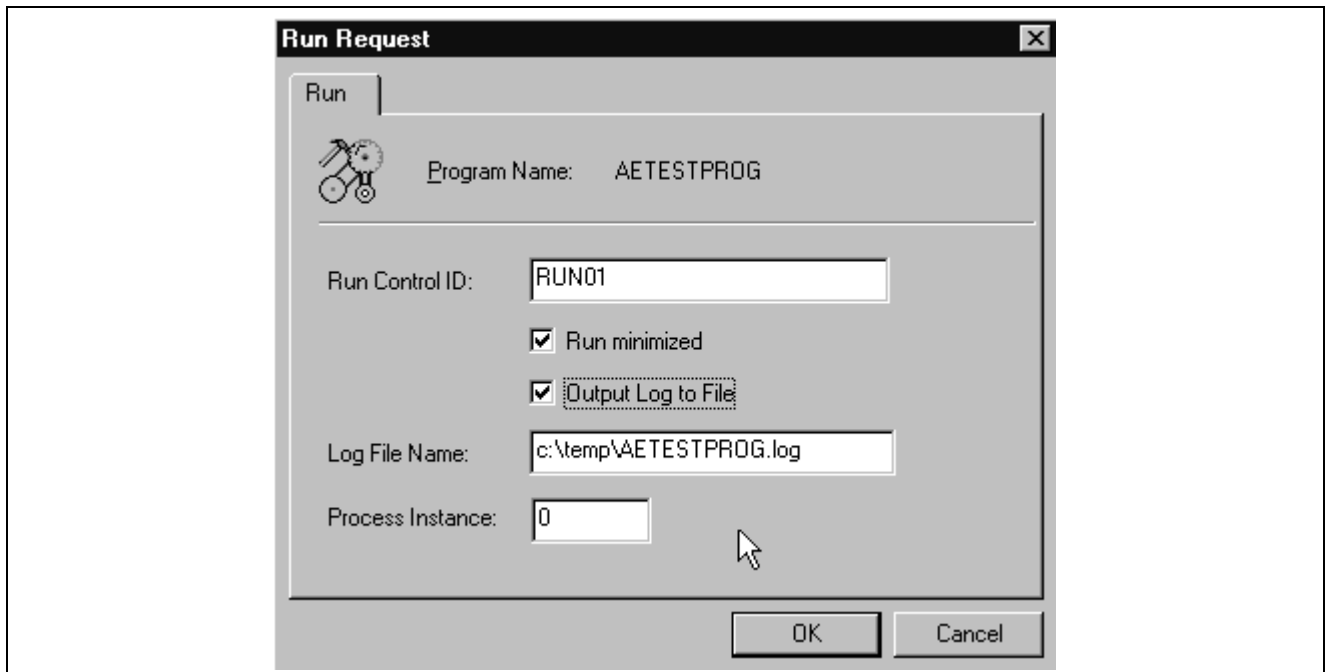 Run Request
Run
Program Name: AETESTPROG
Run Control ID: RUN01
Run minimized
Output Log to File
Log File Name: c:\temp\AETESTPROG.log
Process Instance: 0
OK Cancel